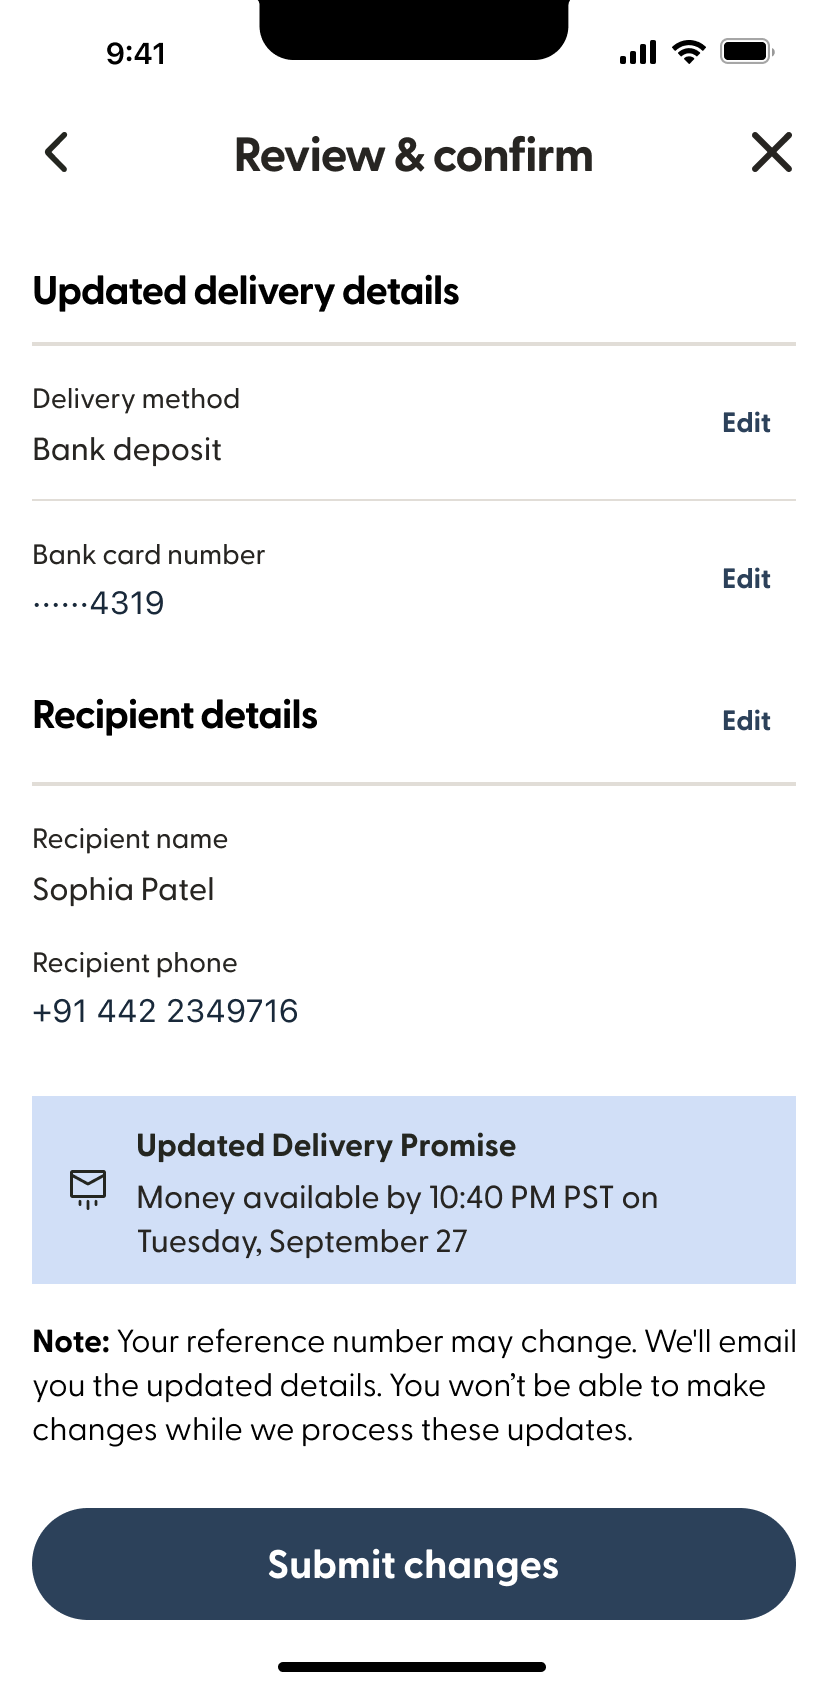 9:41
Review & confirm
Updated delivery details
Delivery method
Edit
Bank deposit
Bank card number
Edit
······4319
Recipient details
Edit
Recipient name
Sophia Patel
Recipient phone
+91 442 2349716
Updated Delivery Promise
Money available by 10:40 PM PST on
Tuesday, September 27
Note: Your reference number may change. We'll email
you the updated details. You won’t be able to make
changes while we process these updates.
Submit changes